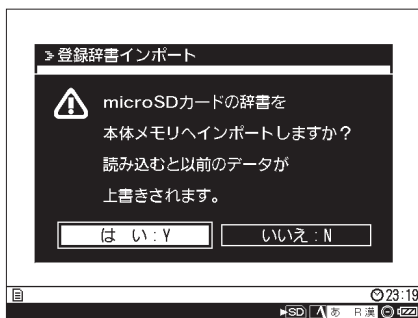 登録辞書インポート
microSDカードの辞書を
本体メモリへインポートしますか？
読み込むと以前のデータが
上書きされます。
は い:Y
いいえ:N
23:19
SD あ R漢